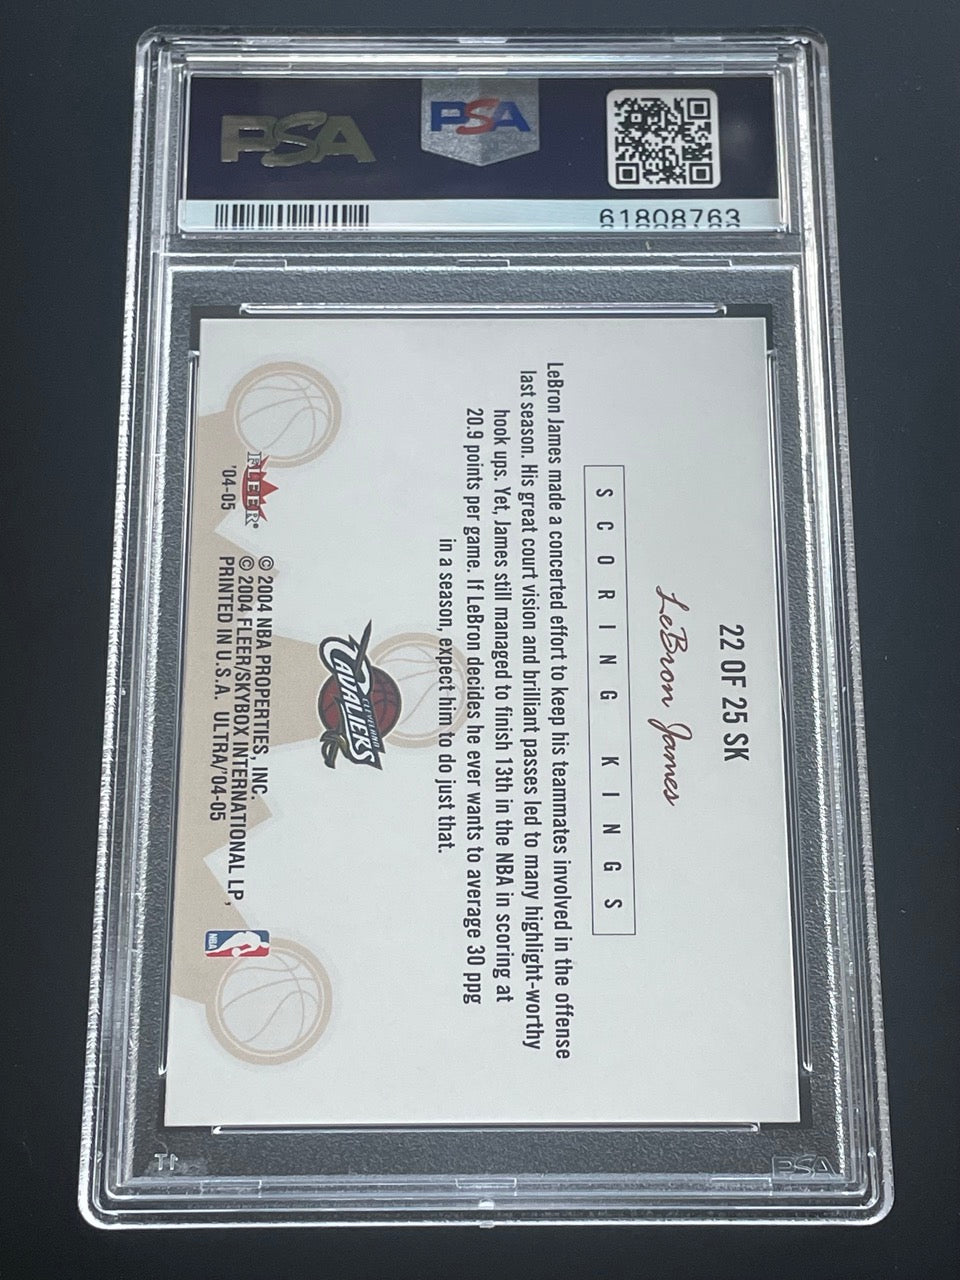 PSA
PSA
61808763
22 OF 25 SK
LeBron James
SCORING KINGS
LeBron James made a concerted effort to keep his teammates involved in the offense
last season. His great court vision and brilliant passes led to many highlight-worthy
hook ups. Yet, James still managed to finish 13th in the NBA in scoring at
20.9 points per game. If LeBron decides he ever wants to average 30 ppg
in a season, expect him to do just that.
CLEVELAND
CAVALIERS
FLEER®
'04-05
© 2004 NBA PROPERTIES, INC.
© 2004 FLEER/SKYBOX INTERNATIONAL LP,
PRINTED IN U.S.A. ULTRA/'04-05
NBA
PSA